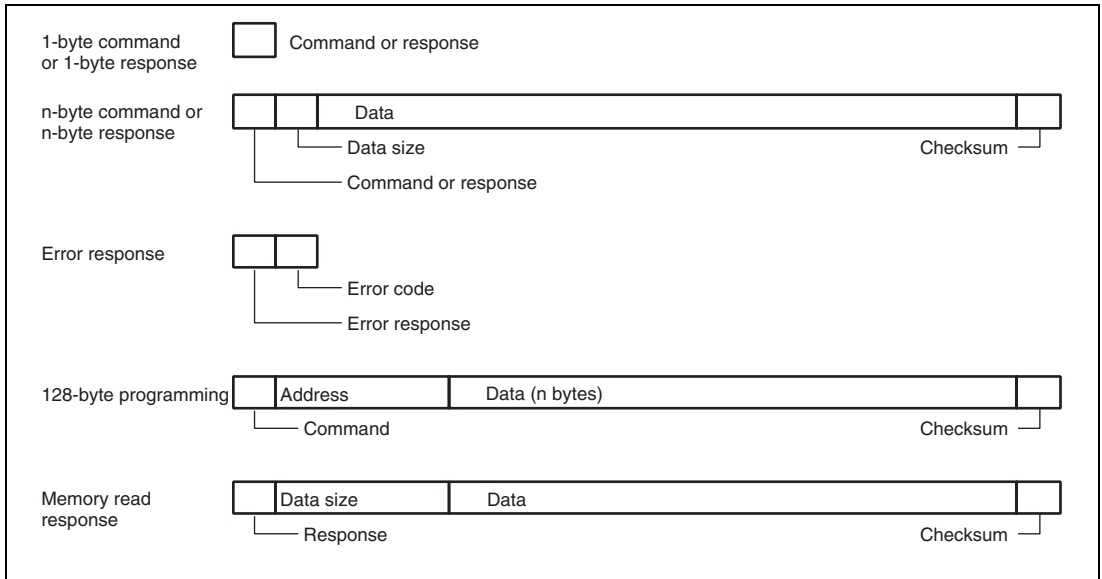 1-byte command
or 1-byte response
Command or response
n-byte command or
n-byte response
Data
Data size
Checksum
Command or response
Error response
Error code
Error response
128-byte programming
Address
Data (n bytes)
Command
Checksum
Memory read
response
Data size
Data
Response
Checksum